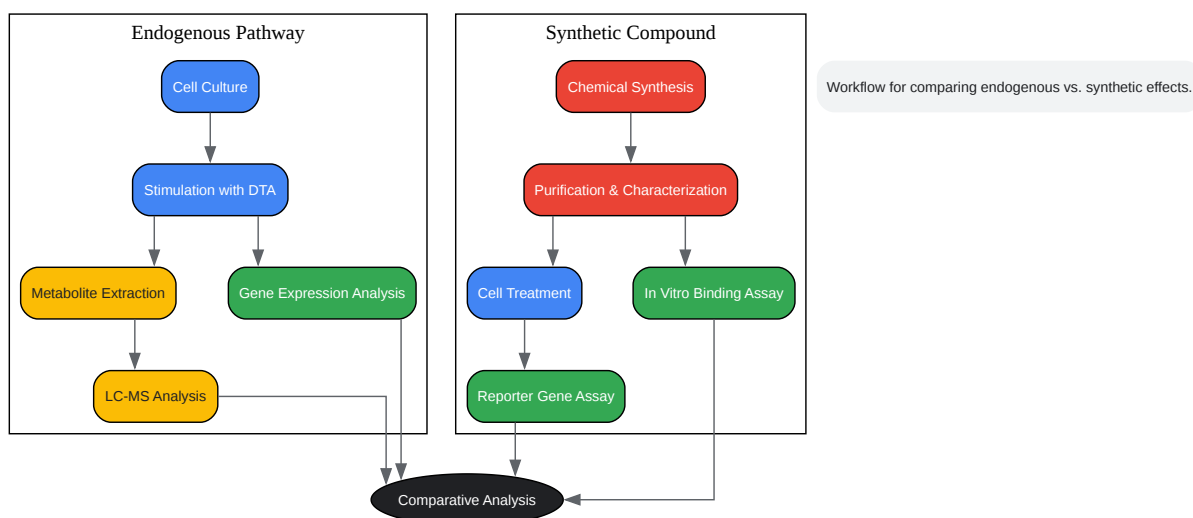 Endogenous Pathway
Cell Culture
Stimulation with DTA
Metabolite Extraction
Gene Expression Analysis
LC-MS Analysis
Synthetic Compound
Chemical Synthesis
Purification & Characterization
Cell Treatment
In Vitro Binding Assay
Reporter Gene Assay
Comparative Analysis
Workflow for comparing endogenous vs. synthetic effects.